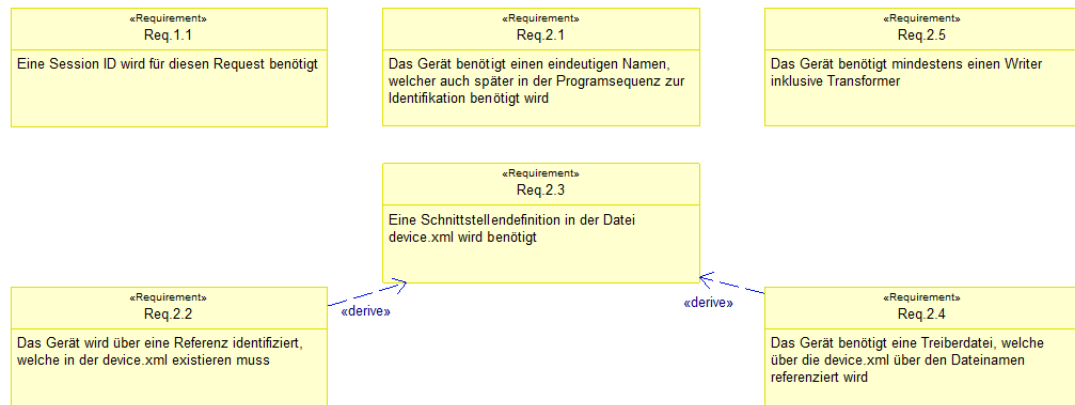 «Requirement»
Req.1.1
Eine Session ID wird für diesen Request benötigt
«Requirement»
Req.2.1
Das Gerät benötigt einen eindeutigen Namen,
welcher auch später in der Programsequenz zur
Identifikation benötigt wird
«Requirement»
Req.2.5
Das Gerät benötigt mindestens einen Writer
inklusive Transformer
«Requirement»
Req.2.3
Eine Schnittstellendefinition in der Datei
device.xml wird benötigt
«derive»
«derive»
«Requirement»
Req.2.2
Das Gerät wird über eine Referenz identifiziert,
welche in der device.xml existieren muss
«Requirement»
Req.2.4
Das Gerät benötigt eine Treiberdatei, welche
über die device.xml über den Dateinamen
referenziert wird